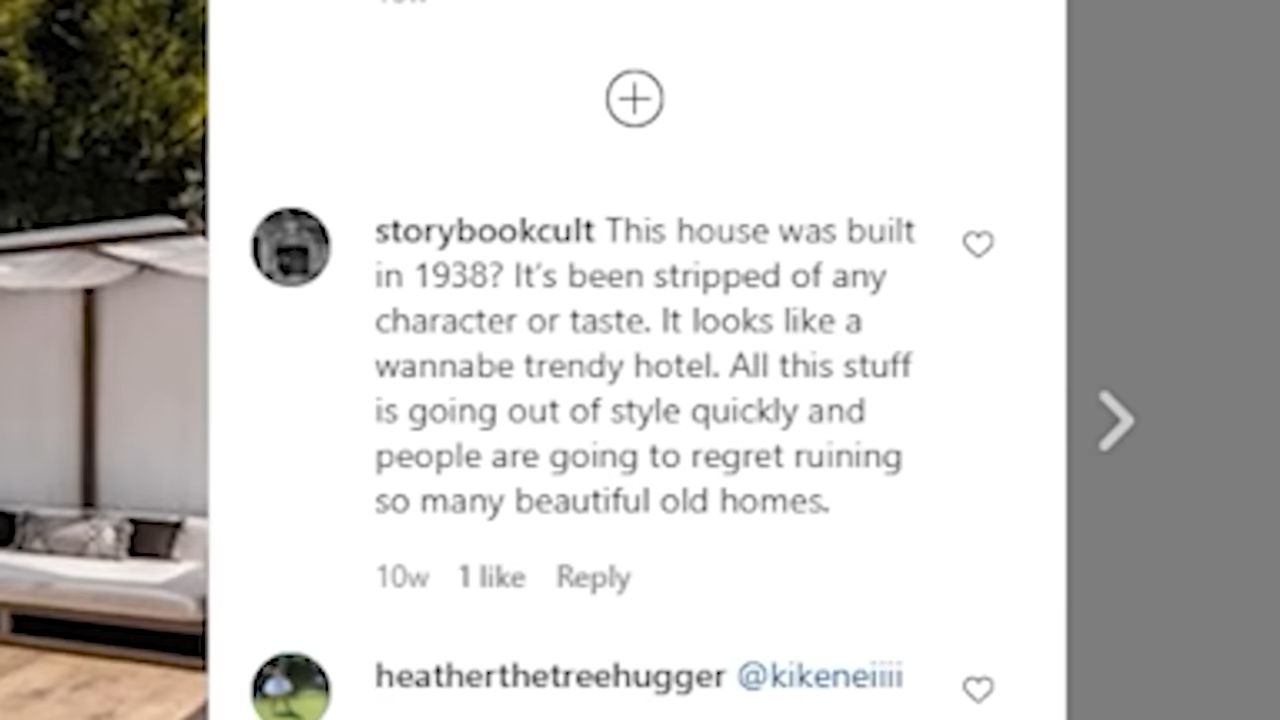 storybookcult This house was built
in 1938? It's been stripped of any
character or taste. It looks like a
wannabe trendy hotel. All this stuff
is going out of style quickly and
people are going to regret ruining
so many beautiful old homes.
10w 1 like Reply
heatherthetreehugger @kikeneiiii